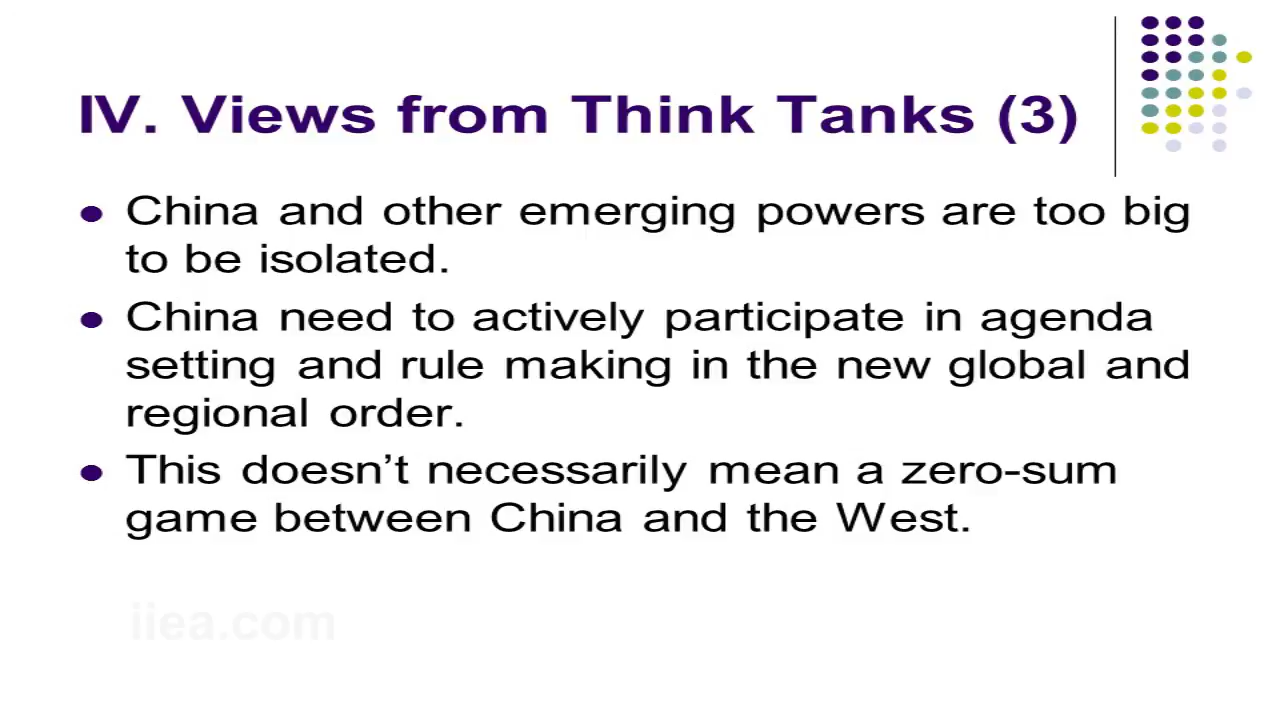 IV. Views from Think Tanks (3)
● China and other emerging powers are too big
to be isolated.
● China need to actively participate in agenda
setting and rule making in the new global and
regional order.
● This doesn’t necessarily mean a zero-sum
game between China and the West.
iiea.com